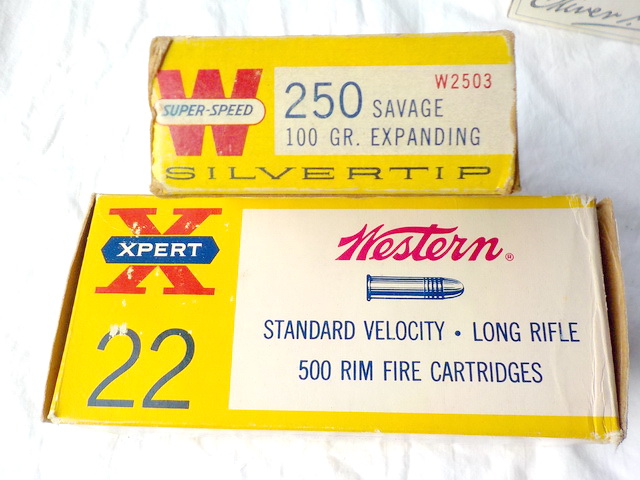 W
SUPER-SPEED
250 SAVAGE
W2503
100 GR. EXPANDING
SILVERTIP
X
XPERT
22
Western®
STANDARD VELOCITY • LONG RIFLE
500 RIM FIRE CARTRIDGES